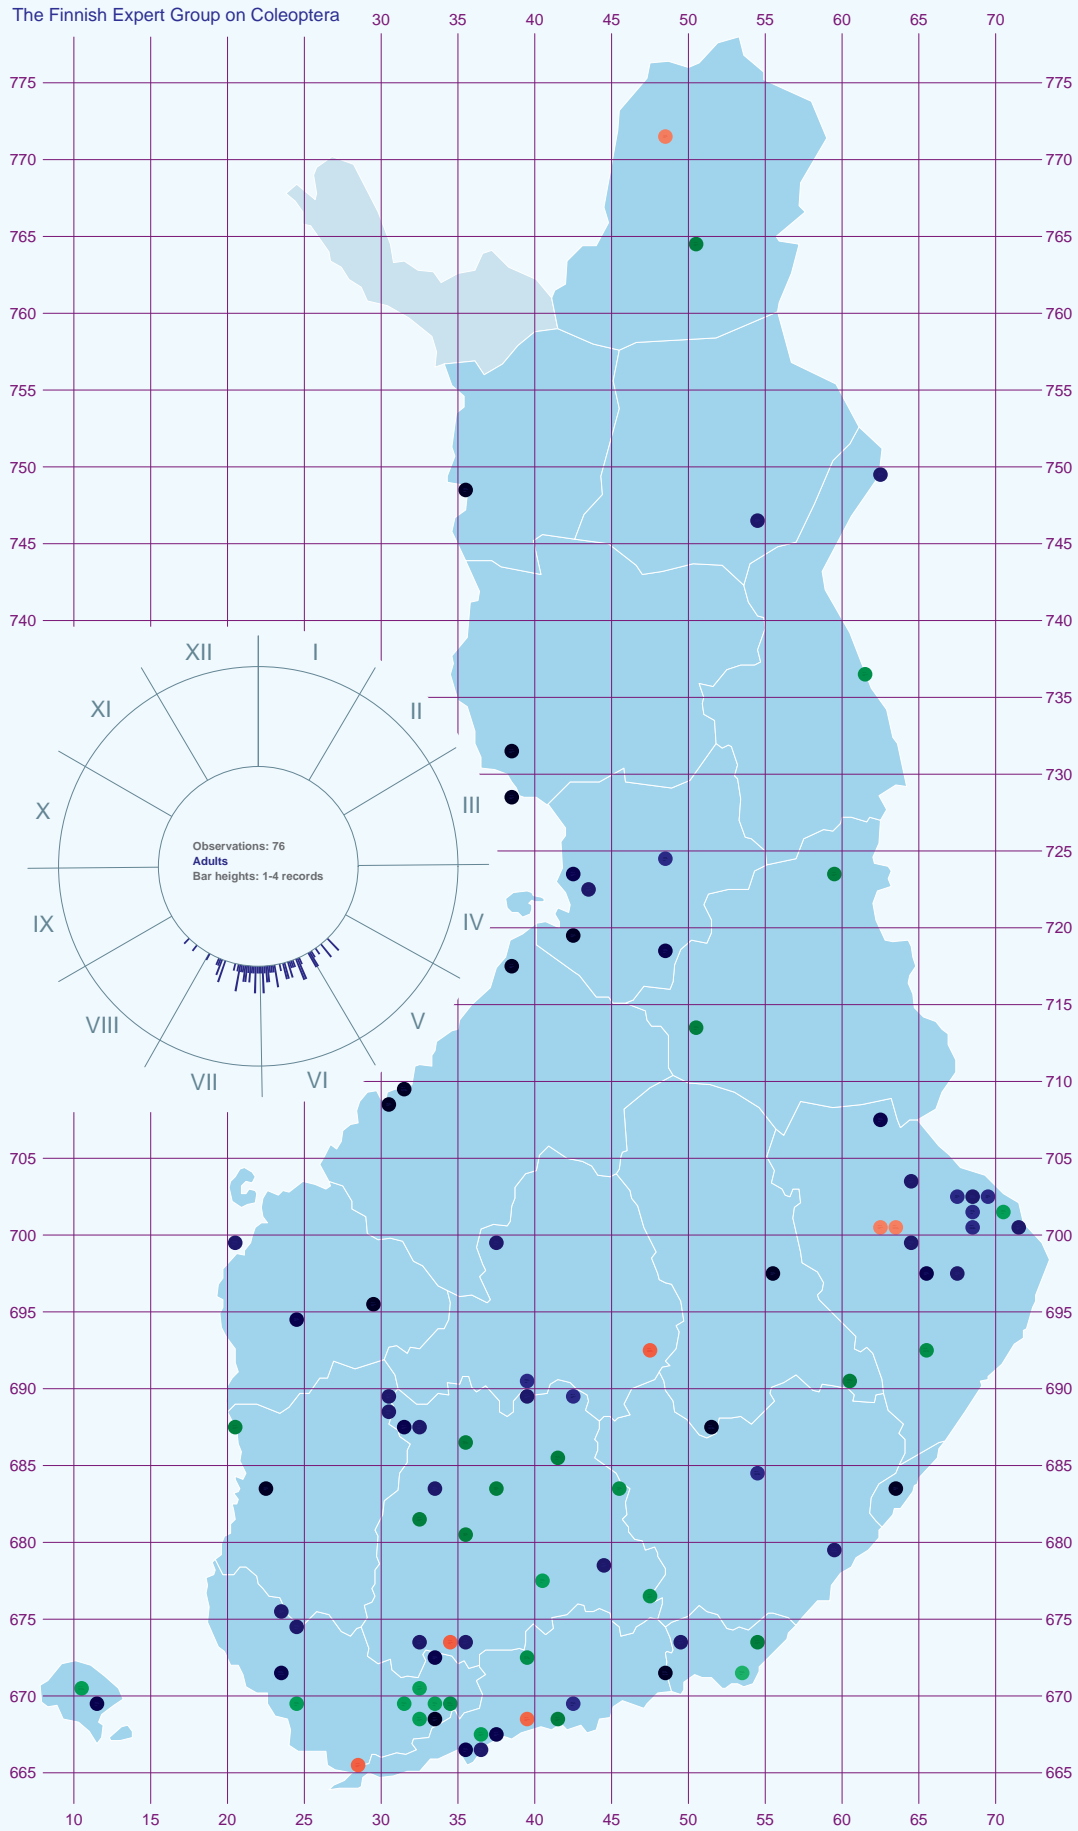 The Finnish Expert Group on Coleoptera 30 35 40 45 50 55 60 65 70
775 775
770 770
765 765
760 760
755 755
750 750
745 745
740 740
XII I
XI II
735
730
X III
Observations: 76
Adults
Bar heights: 1-4 records
725
IX IV
720
715
VIII V
VII VI
710
705 705
700 700
695 695
690 690
685 685
680 680
675 675
670 670
665 665
10 15 20 25 30 35 40 45 50 55 60 65 70